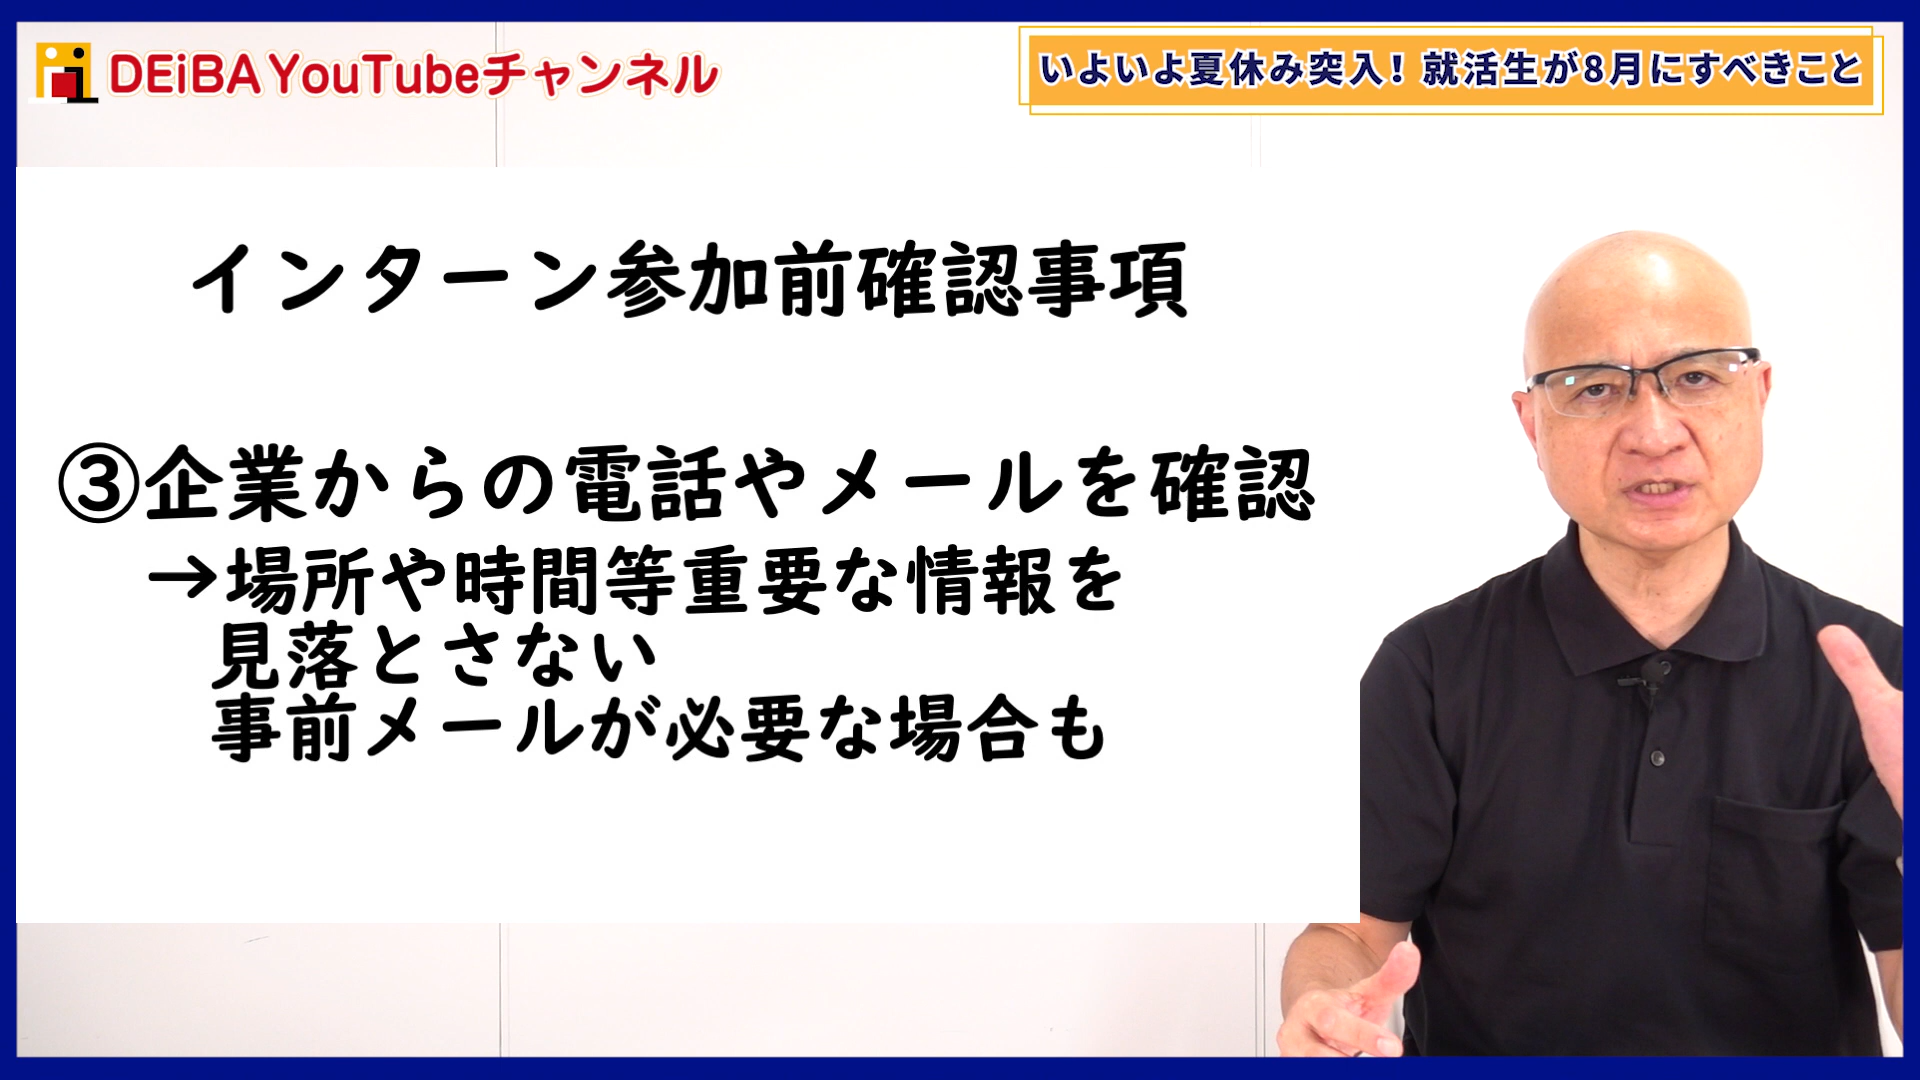 DEiBA YouTubeチャンネル
いよいよ夏休み突入！就活生が8月にすべきこと
インターン参加前確認事項
③企業からの電話やメールを確認
→場所や時間等重要な情報を
見落とさない
事前メールが必要な場合も